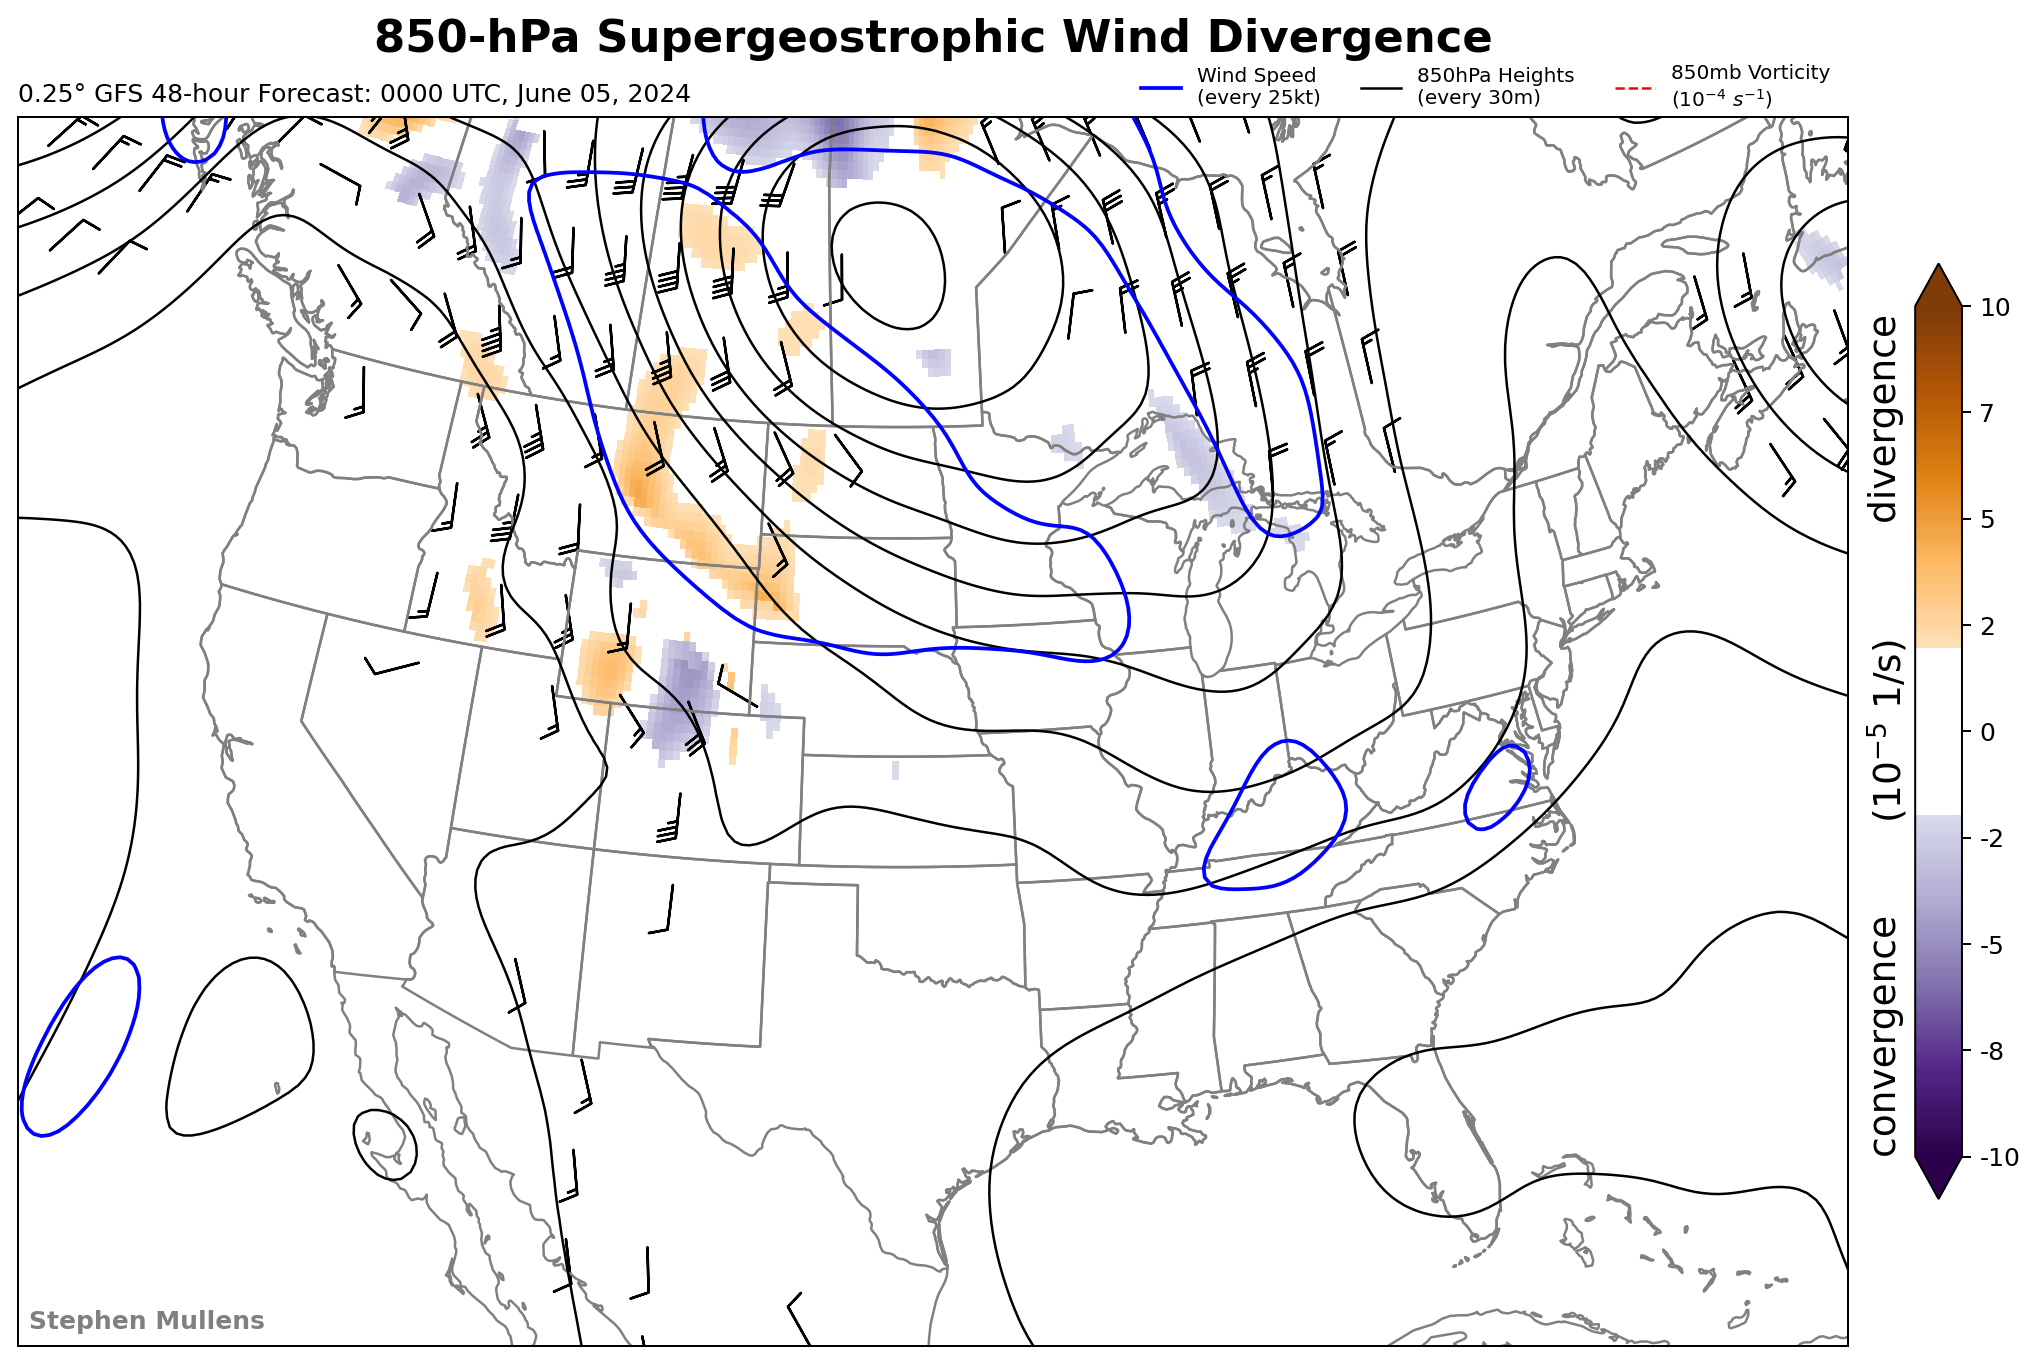 850-hPa Supergeostrophic Wind Divergence
0.25° GFS 48-hour Forecast: 0000 UTC, June 05, 2024
Wind Speed
(every 25kt)
850hPa Heights
(every 30m)
850mb Vorticity
(10⁻⁴ s⁻¹)
10
7
5
2
0
-2
-5
-8
-10
divergence
(10⁻⁵ 1/s)
convergence
Stephen Mullens